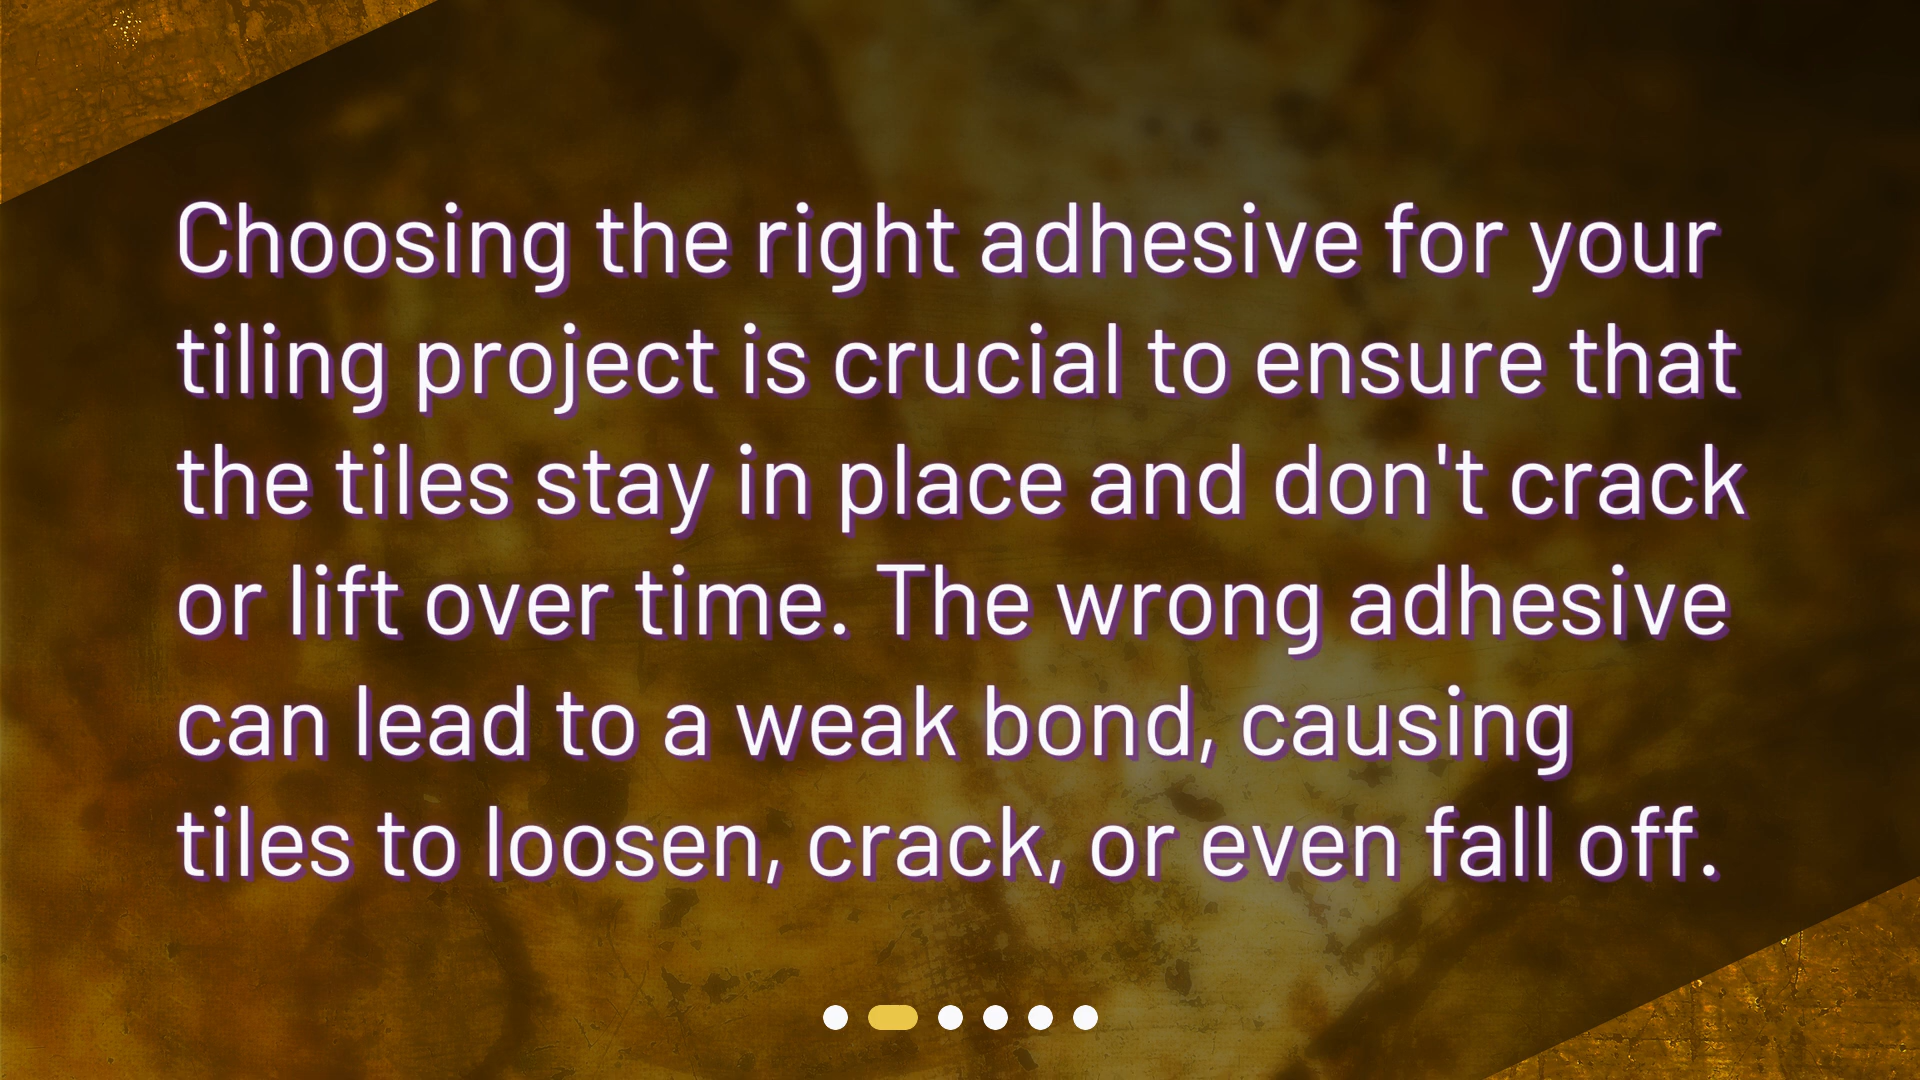 Choosing the right adhesive for your
tiling project is crucial to ensure that
the tiles stay in place and don't crack
or lift over time. The wrong adhesive
can lead to a weak bond, causing
tiles to loosen, crack, or even fall off.